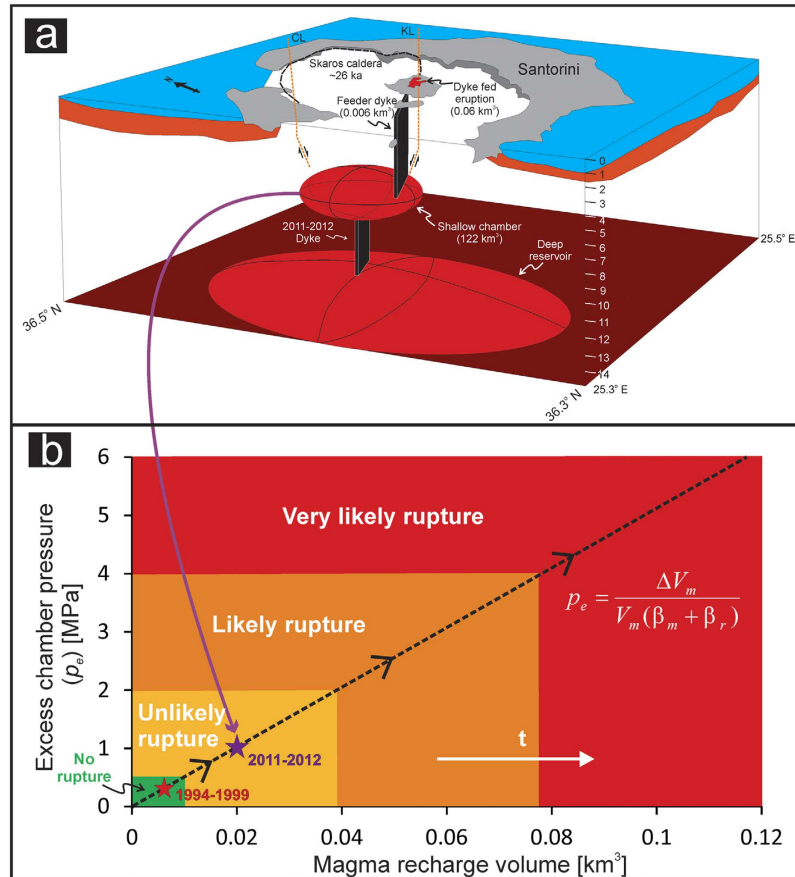 a
CL
KL
Skaros caldera
~26 ka
Santorini
N
Feeder dyke
(0.006 km³)
Dyke fed
eruption
(0.06 km³)
0
1
2
3
4
5
6
7
8
9
10
11
12
13
14
2011-2012
Dyke
Shallow chamber
(122 km³)
Deep
reservoir
25.5° E
36.5° N
36.3° N
25.3° E
b
Excess chamber pressure
(pₑ) [MPa]
6
5
4
3
2
1
0
Very likely rupture
pₑ = ΔVₘ / Vₘ(βₘ + βᵣ)
Likely rupture
Unlikely
rupture
No
rupture
2011-2012
1994-1999
t
0 0.02 0.04 0.06 0.08 0.1 0.12
Magma recharge volume [km³]